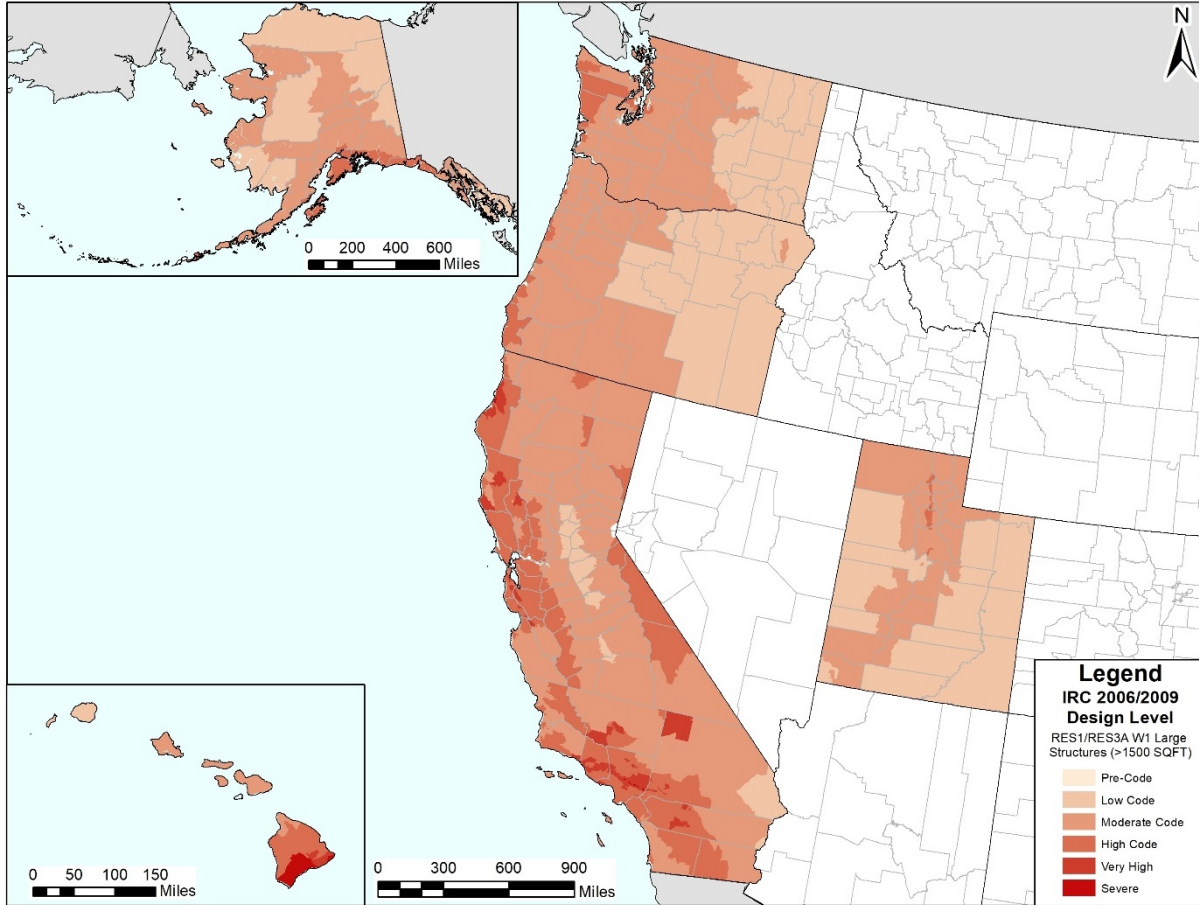 N
0 200 400 600
Miles
0 50 100 150
Miles
0 300 600 900
Miles
Legend
IRC 2006/2009
Design Level
RES1/RES3A W1 Large
Structures (>1500 SQFT)
Pre-Code
Low Code
Moderate Code
High Code
Very High
Severe